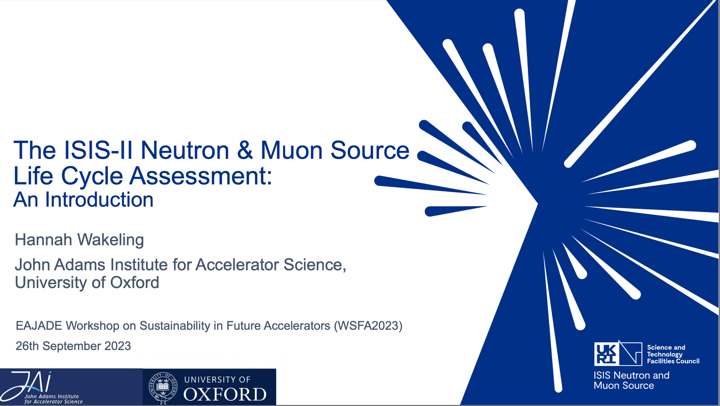 The ISIS-II Neutron & Muon Source
Life Cycle Assessment:
An Introduction
Hannah Wakeling
John Adams Institute for Accelerator Science,
University of Oxford
EAJADE Workshop on Sustainability in Future Accelerators (WSFA2023)
26th September 2023
JAi
John Adams Institute
for Accelerator Science
UNIVERSITY OF
OXFORD
UK
RI
Science and
Technology
Facilities Council
ISIS Neutron and
Muon Source